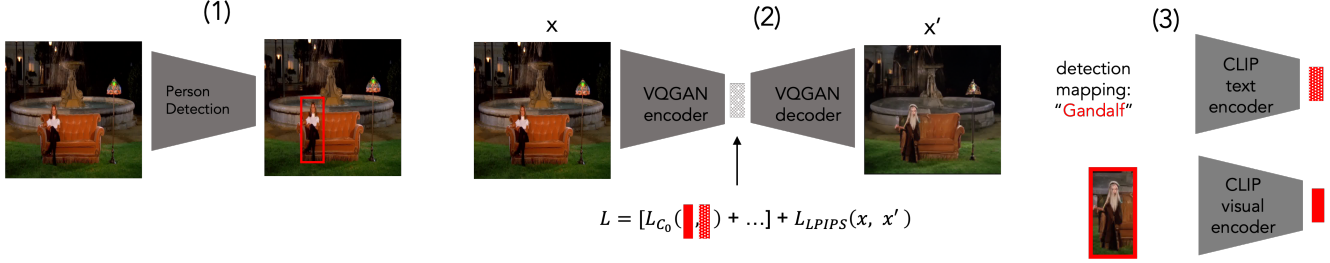 (1)
Person
Detection
(2)
x
VQGAN
encoder
VQGAN
decoder
x'
L = [L_{C_0}( , ) + …] + L_{LPIPS}(x, x′ )
(3)
detection
mapping:
“Gandalf”
CLIP
text
encoder
CLIP
visual
encoder